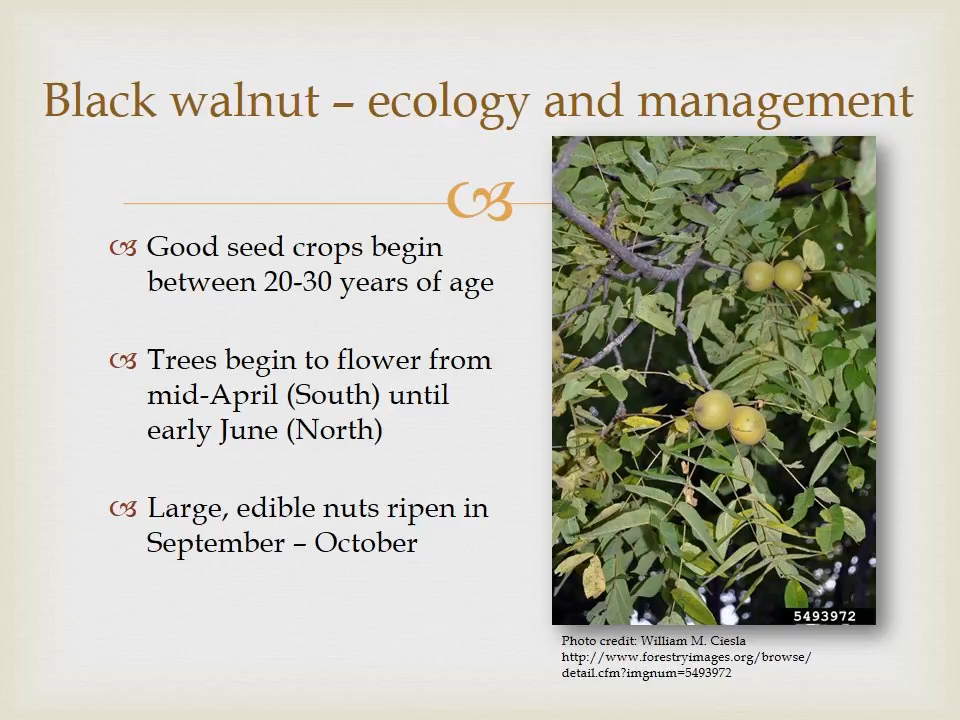 Black walnut – ecology and management
Good seed crops begin
between 20-30 years of age
Trees begin to flower from
mid-April (South) until
early June (North)
Large, edible nuts ripen in
September – October
5493972
Photo credit: William M. Ciesla
http://www.forestryimages.org/browse/
detail.cfm?imgnum=5493972